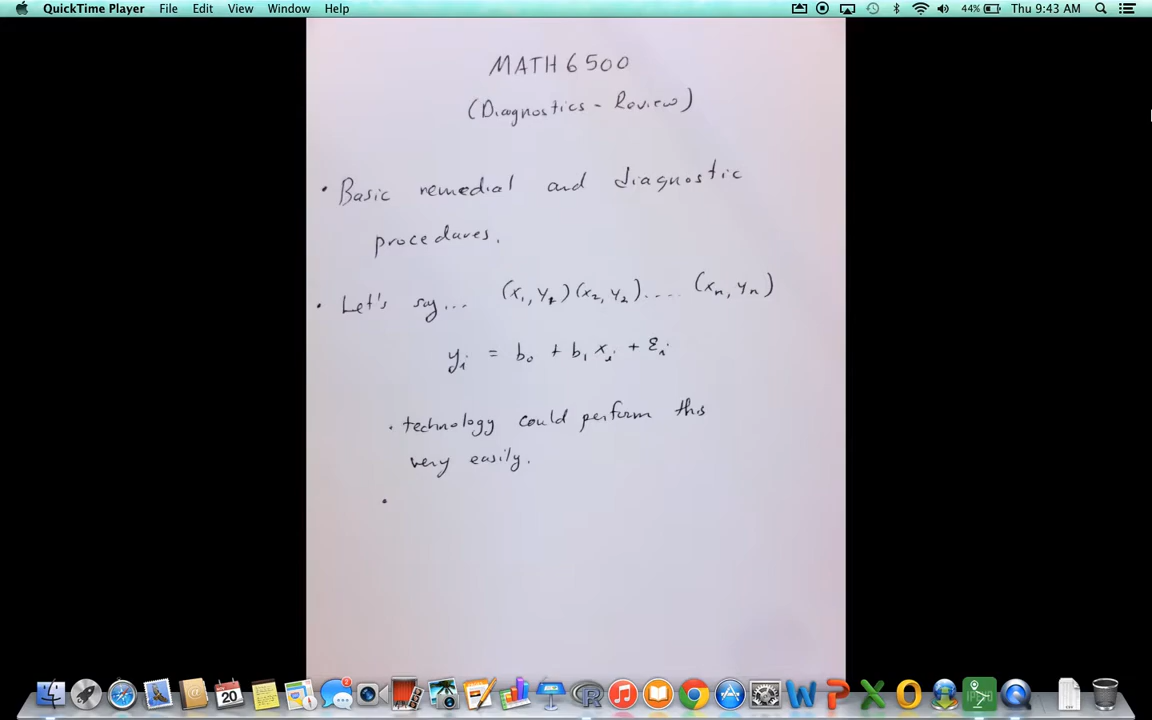 QuickTime Player File Edit View Window Help 44% Thu 9:43 AM
MATH 6500
(Diagnostics - Review)
• Basic remedial and diagnostic
procedures.
• Let's say... (x₁, y₁)(x₂, y₂).... (xₙ, yₙ)
yᵢ = b₀ + b₁ xᵢ + εᵢ
• technology could perform this
very easily.
•
20